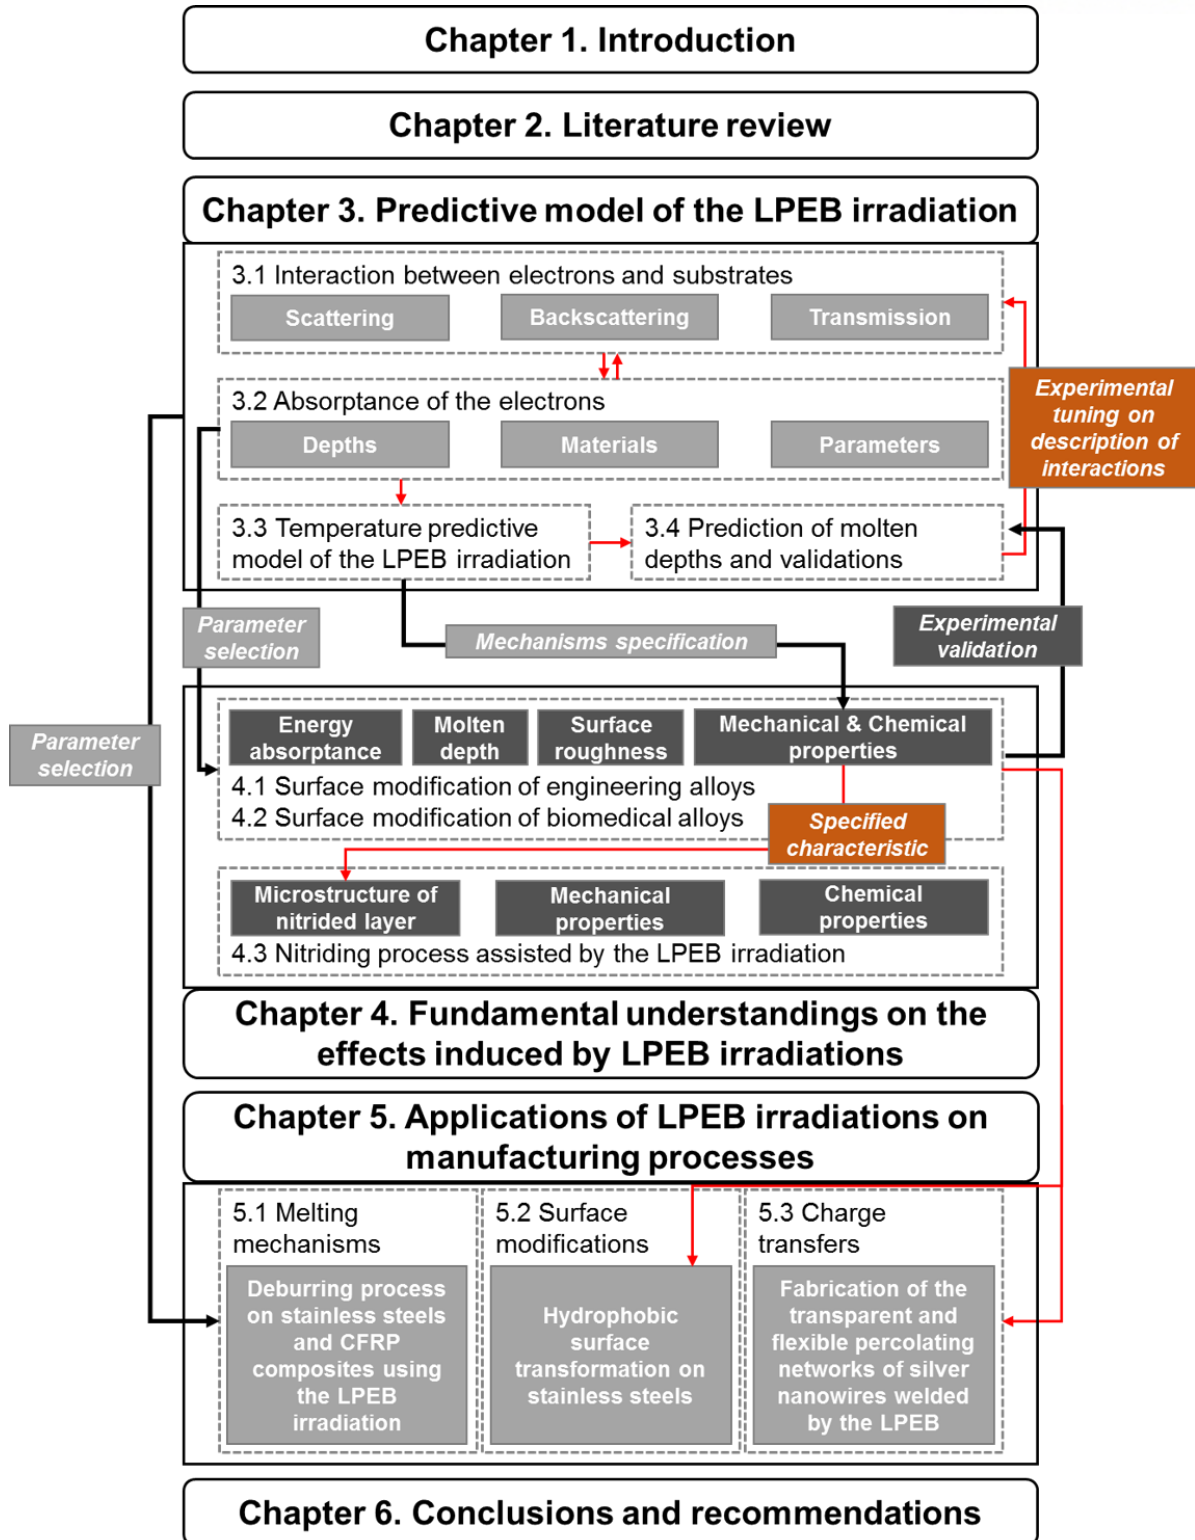 Chapter 1. Introduction
Chapter 2. Literature review
Chapter 3. Predictive model of the LPEB irradiation
3.1 Interaction between electrons and substrates
Scattering
Backscattering
Transmission
3.2 Absorptance of the electrons
Depths
Materials
Parameters
Experimental
tuning on
description of
interactions
3.3 Temperature predictive
model of the LPEB irradiation
3.4 Prediction of molten
depths and validations
Parameter
selection
Mechanisms specification
Experimental
validation
Parameter
selection
Energy
absorptance
Molten
depth
Surface
roughness
Mechanical & Chemical
properties
4.1 Surface modification of engineering alloys
4.2 Surface modification of biomedical alloys
Specified
characteristic
Microstructure of
nitrided layer
Mechanical
properties
Chemical
properties
4.3 Nitriding process assisted by the LPEB irradiation
Chapter 4. Fundamental understandings on the
effects induced by LPEB irradiations
Chapter 5. Applications of LPEB irradiations on
manufacturing processes
5.1 Melting
mechanisms
Deburring process
on stainless steels
and CFRP
composites using
the LPEB
irradiation
5.2 Surface
modifications
Hydrophobic
surface
transformation on
stainless steels
5.3 Charge
transfers
Fabrication of the
transparent and
flexible percolating
networks of silver
nanowires welded
by the LPEB
Chapter 6. Conclusions and recommendations